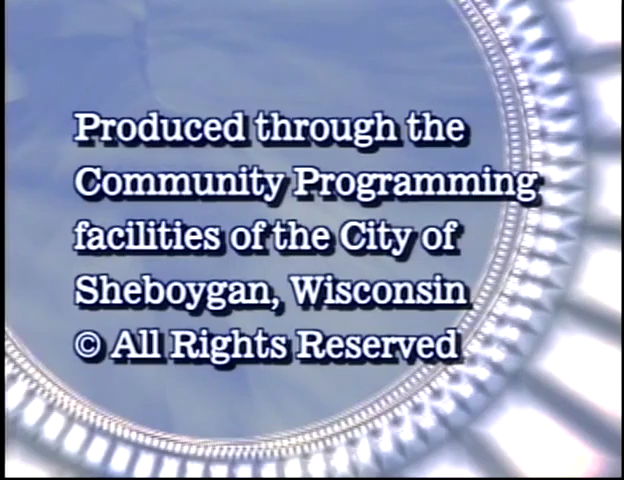 Produced through the
Community Programming
facilities of the City of
Sheboygan, Wisconsin
© All Rights Reserved